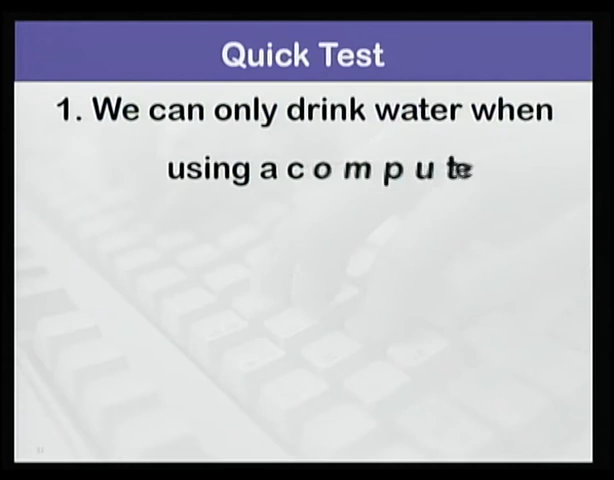 Quick Test
1. We can only drink water when
using a c o m p u te